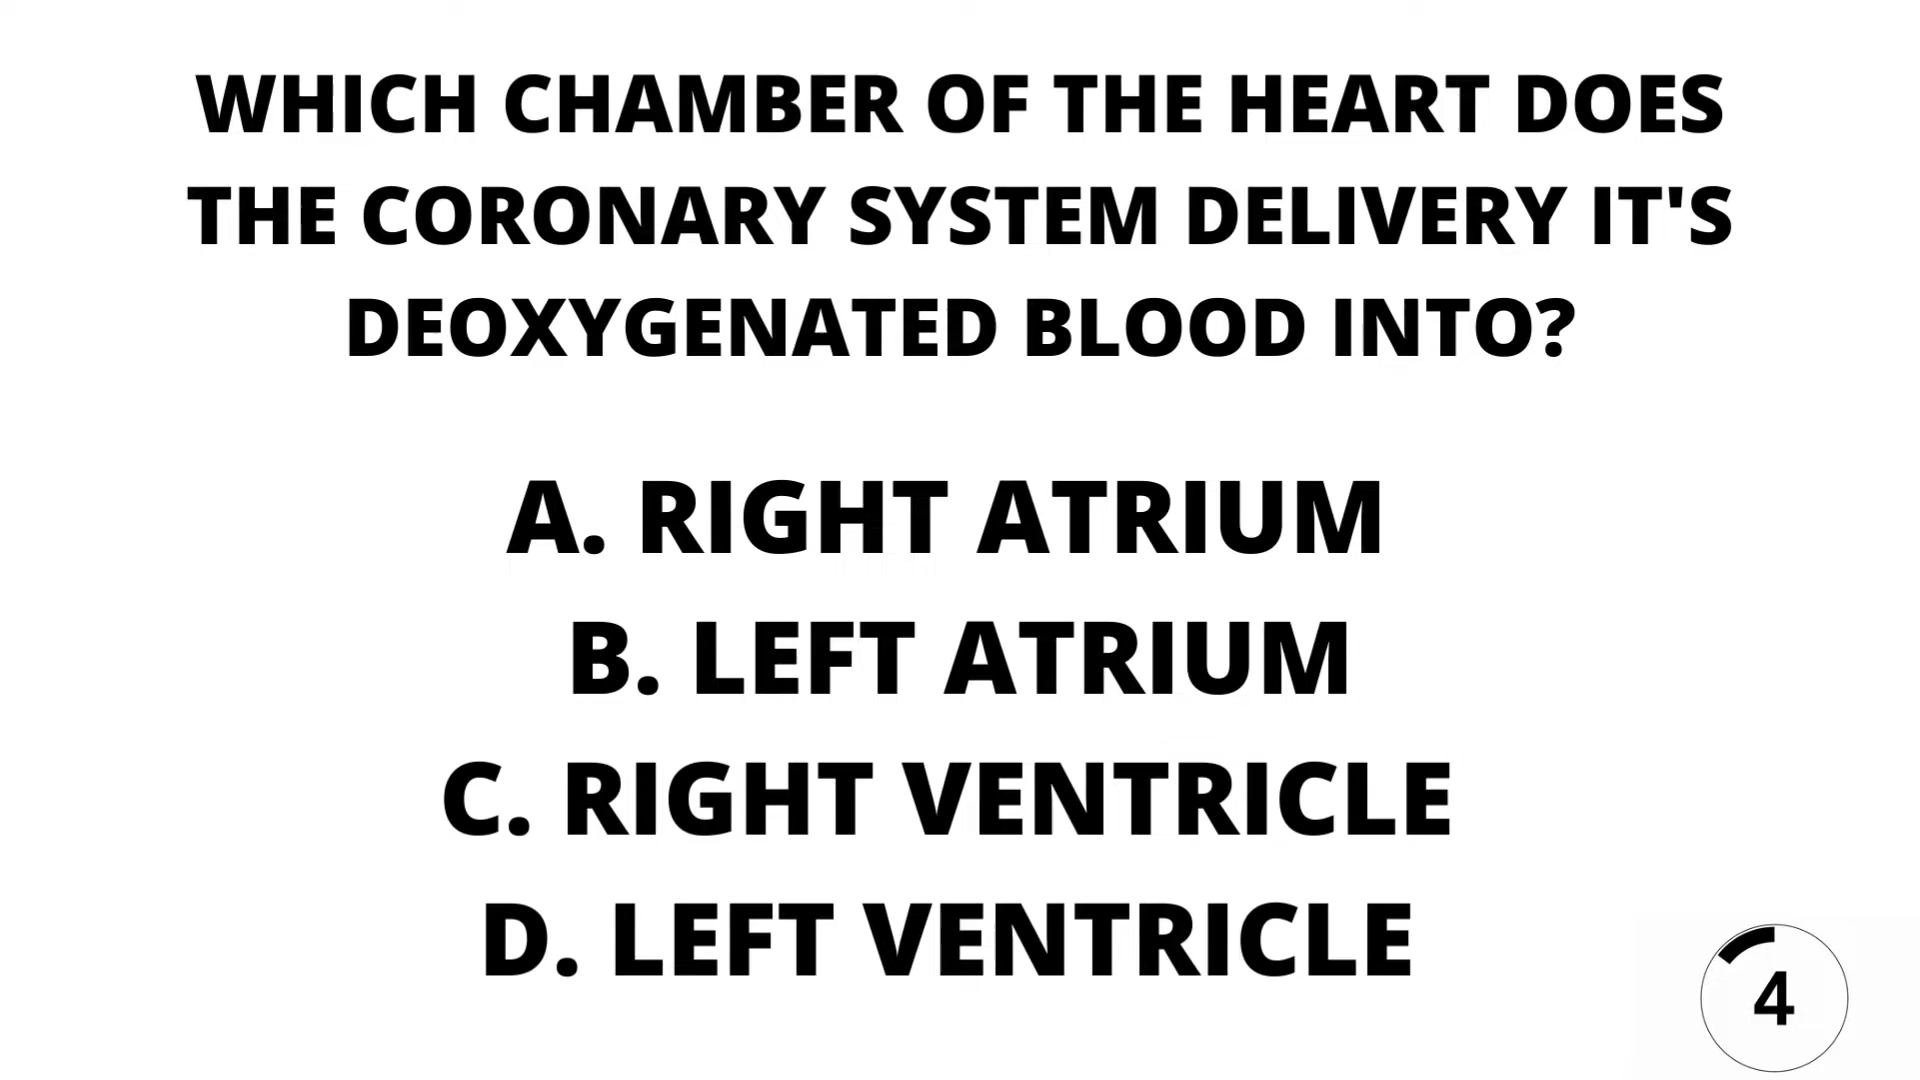 WHICH CHAMBER OF THE HEART DOES
THE CORONARY SYSTEM DELIVERY IT'S
DEOXYGENATED BLOOD INTO?
A. RIGHT ATRIUM
B. LEFT ATRIUM
C. RIGHT VENTRICLE
D. LEFT VENTRICLE
4